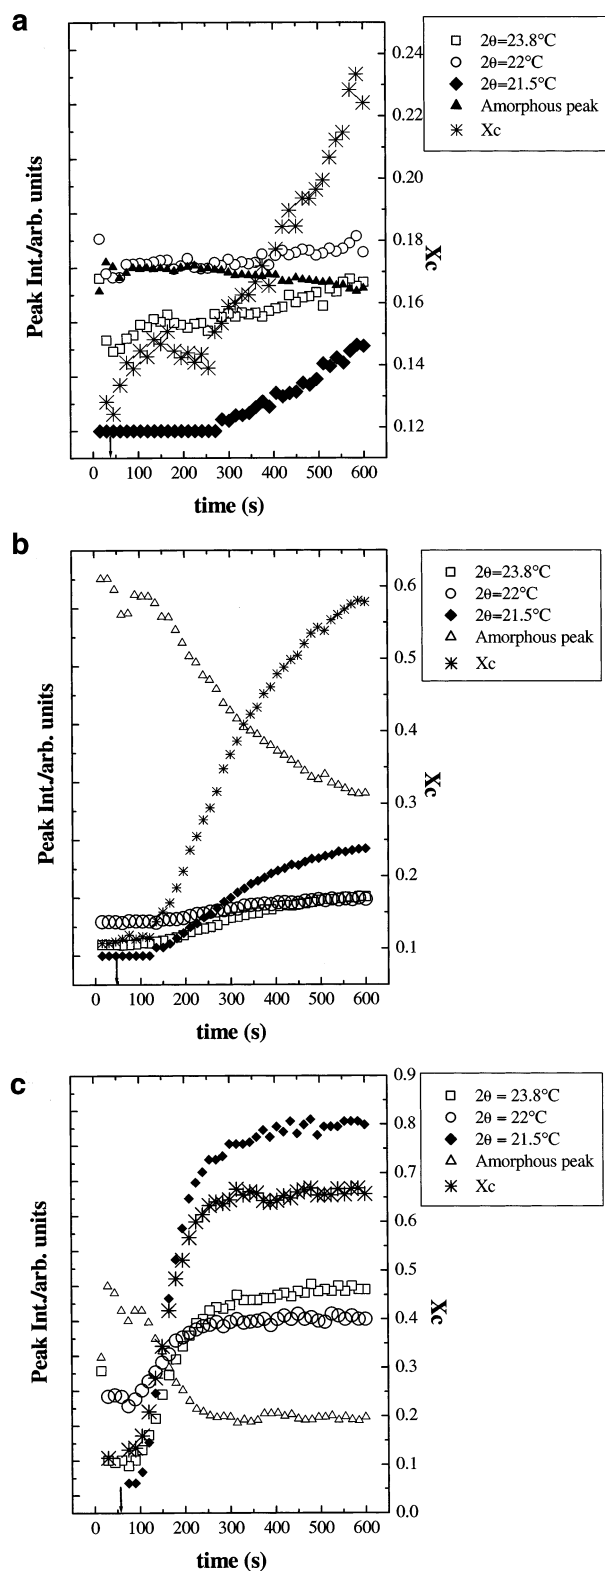 a
2θ=23.8°C
2θ=22°C
2θ=21.5°C
Amorphous peak
Xc
0.24
0.20
0.18
0.16
0.14
0.12
Peak Int./arb. units
Xc
0 100 200 300 400 500 600
time (s)
b
2θ=23.8°C
2θ=22°C
2θ=21.5°C
Amorphous peak
Xc
0.6
0.5
0.4
0.3
0.2
0.1
Peak Int./arb. units
Xc
0 100 200 300 400 500 600
time (s)
c
2θ = 23.8°C
2θ = 22°C
2θ = 21.5°C
Amorphous peak
Xc
0.9
0.8
0.7
0.6
0.5
0.4
0.3
0.2
0.1
0.0
Peak Int./arb. units
Xc
0 100 200 300 400 500 600
time (s)